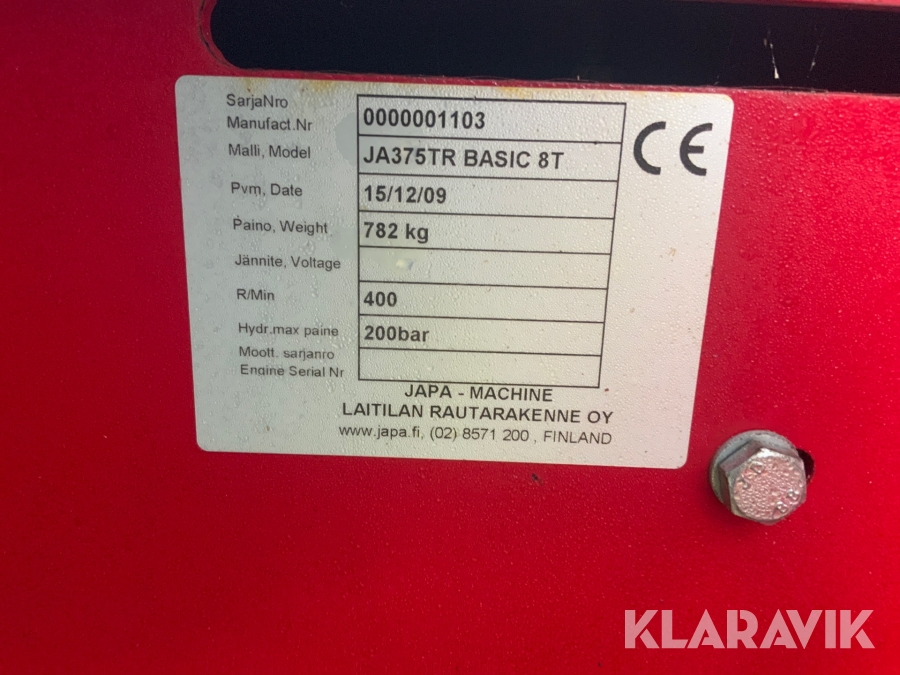 SarjaNro
Manufact.Nr 0000001103
Malli, Model JA375TR BASIC 8T
Pvm, Date 15/12/09
Paino, Weight 782 kg
Jännite, Voltage
R/Min 400
Hydr.max paine 200bar
Moott. sarjanro
Engine Serial Nr
CE
JAPA - MACHINE
LAITILAN RAUTARAKENNE OY
www.japa.fi, (02) 8571 200 , FINLAND
KLARAVIK